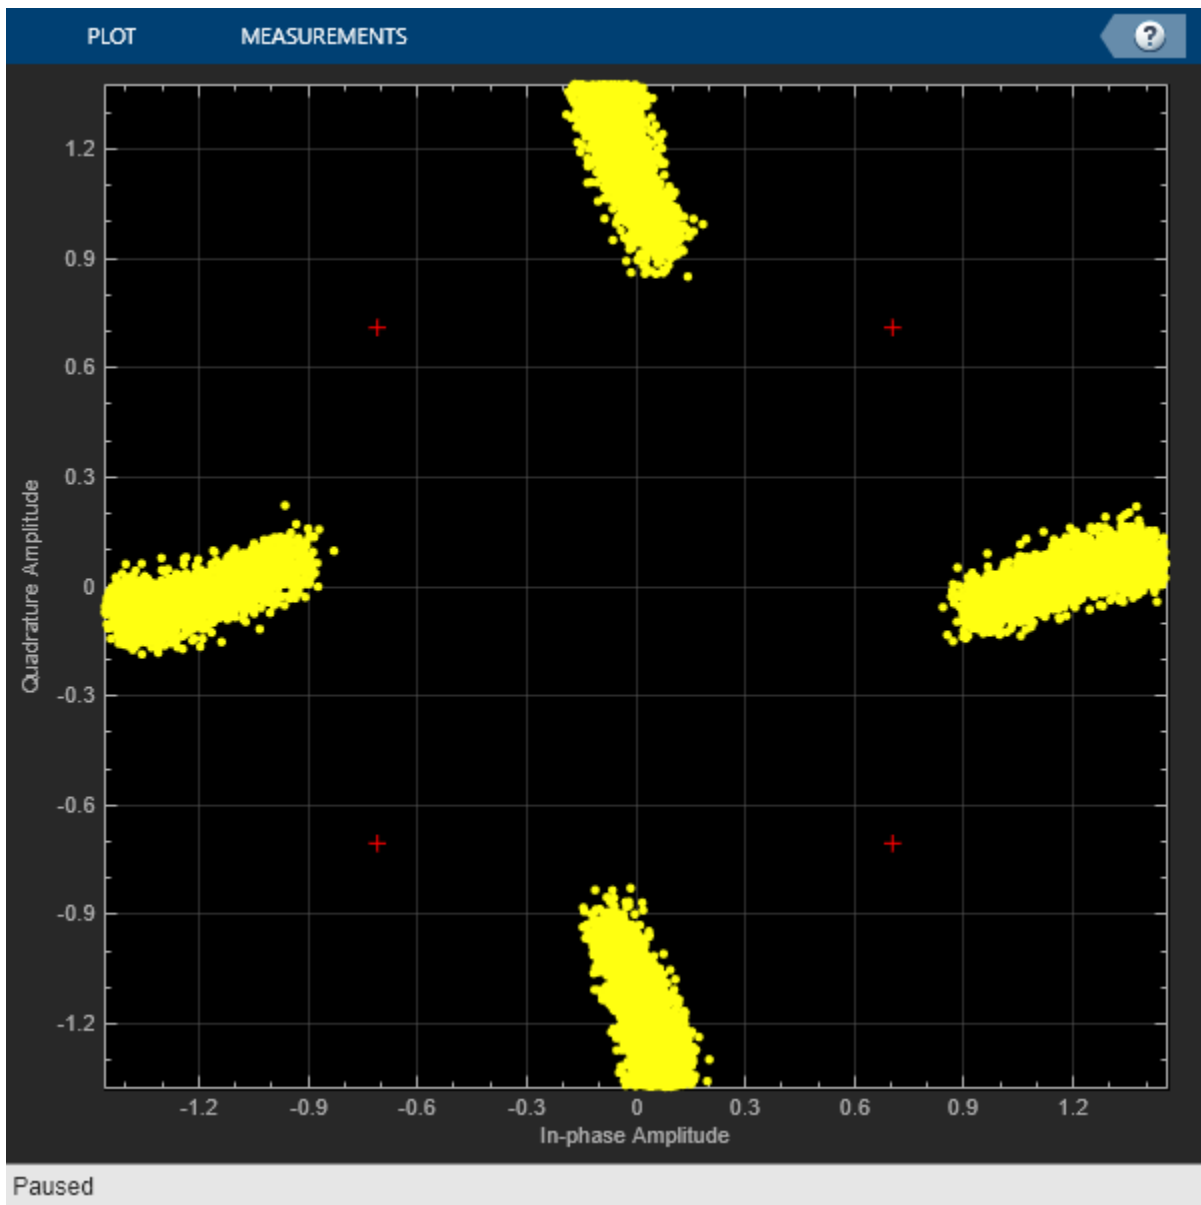 PLOT MEASUREMENTS ?
1.2
0.9
0.6
0.3
0
-0.3
-0.6
-0.9
-1.2
Quadrature Amplitude
-1.2 -0.9 -0.6 -0.3 0 0.3 0.6 0.9 1.2
In-phase Amplitude
Paused